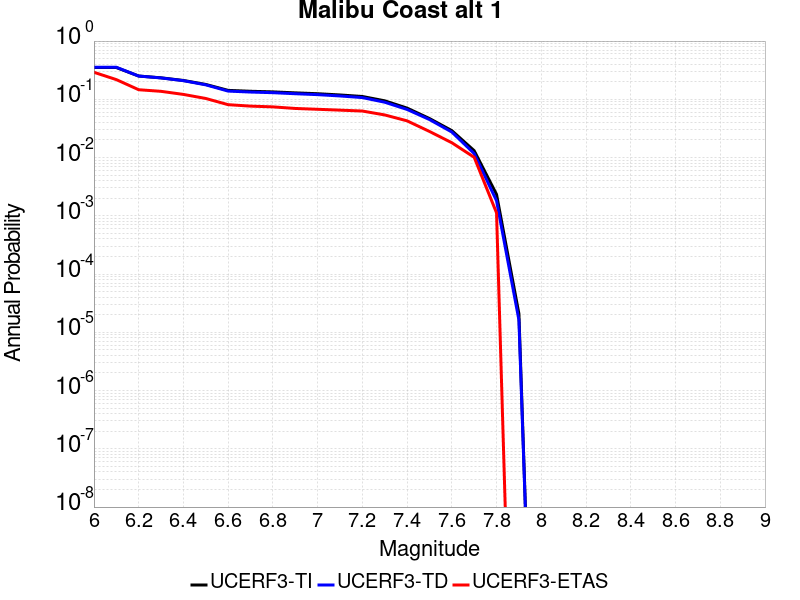 Malibu Coast alt 1
10^0
10^-1
10^-2
10^-3
10^-4
10^-5
10^-6
10^-7
10^-8
Annual Probability
6 6.2 6.4 6.6 6.8 7 7.2 7.4 7.6 7.8 8 8.2 8.4 8.6 8.8 9
Magnitude
UCERF3-TI UCERF3-TD UCERF3-ETAS